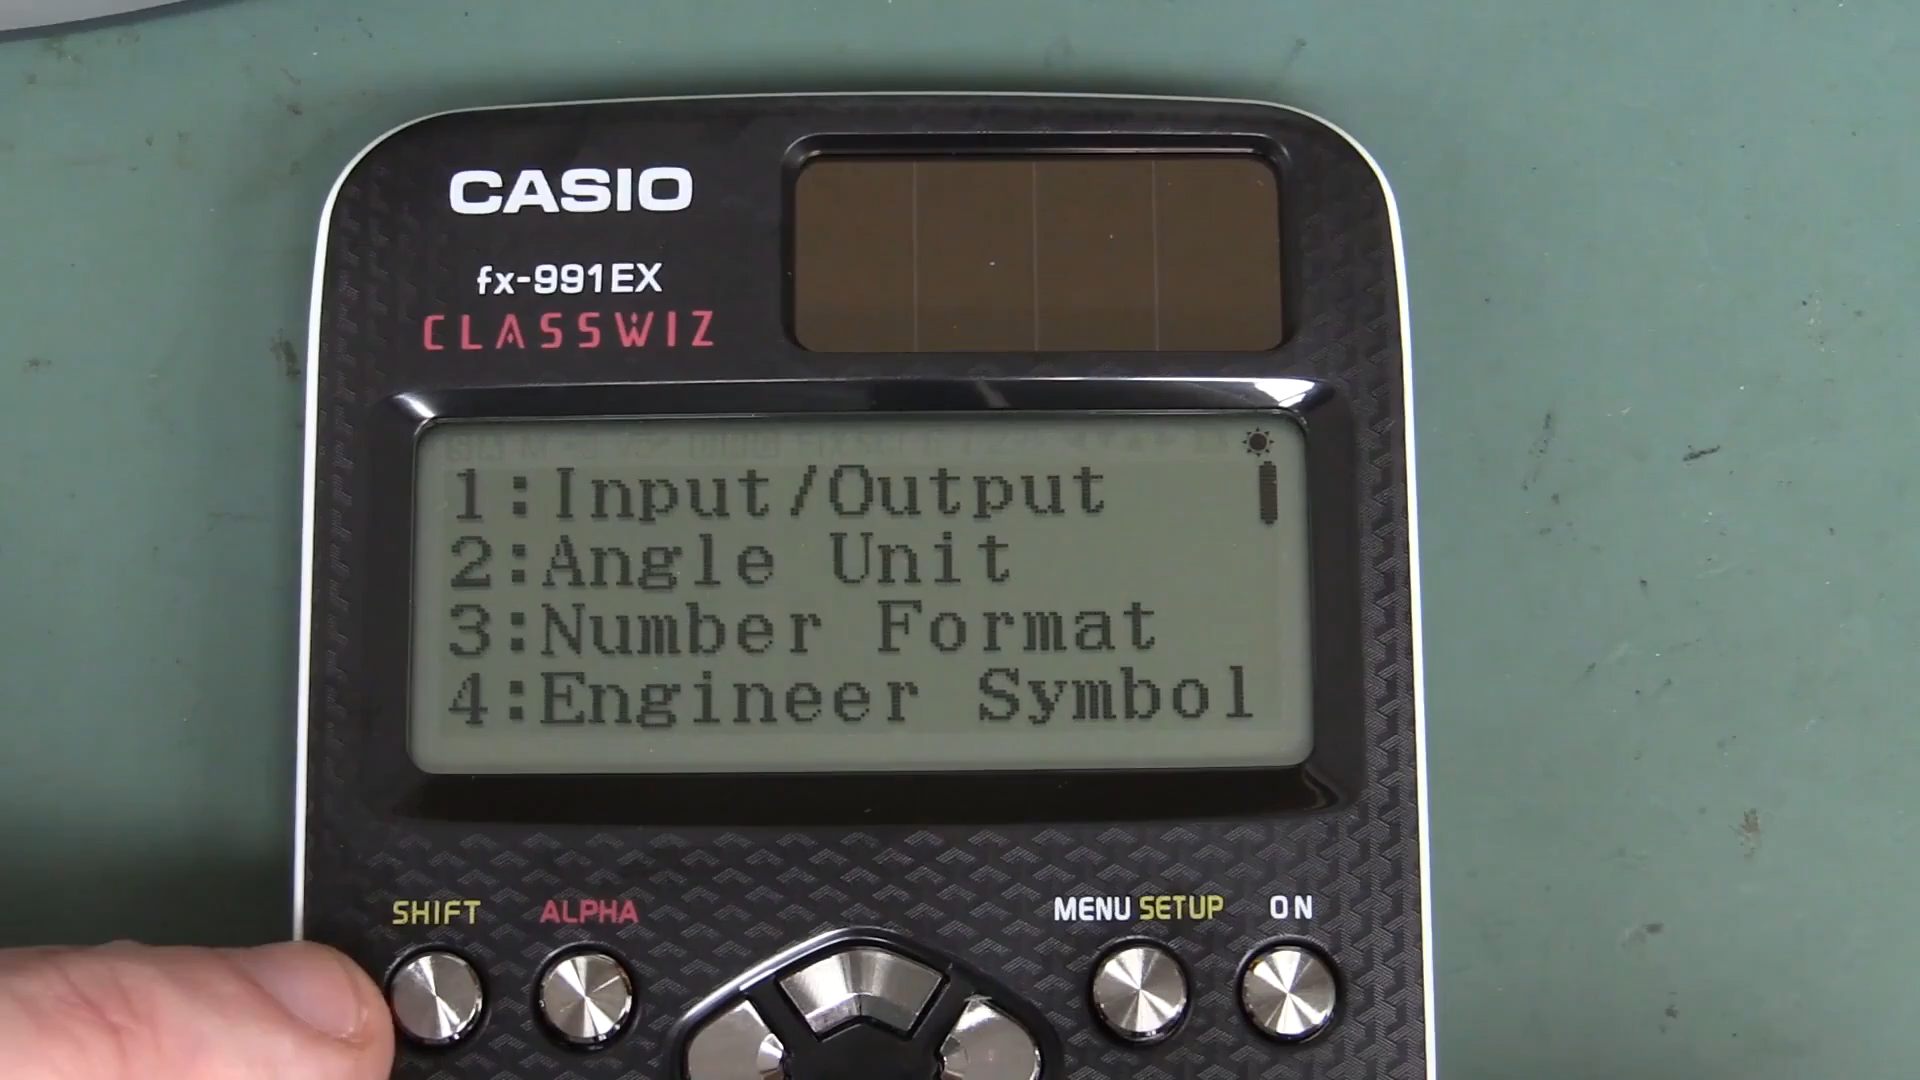 CASIO
fx-991EX
CLASSWIZ
1:Input/Output
2:Angle Unit
3:Number Format
4:Engineer Symbol
SHIFT ALPHA MENU SETUP ON